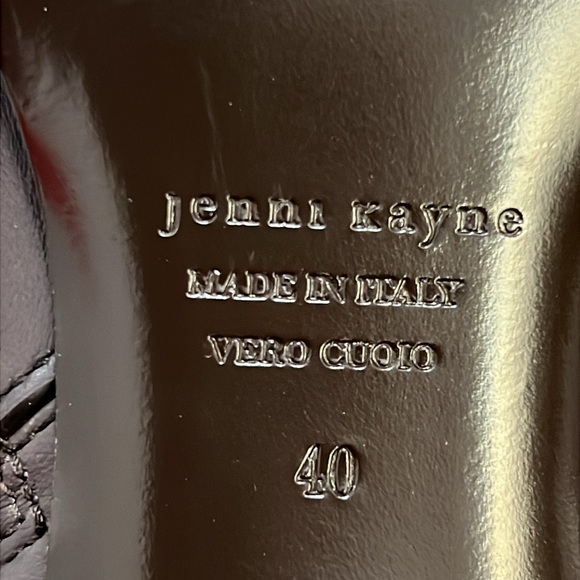 jenni kayne
MADE IN ITALY
VERO CUOIO
40